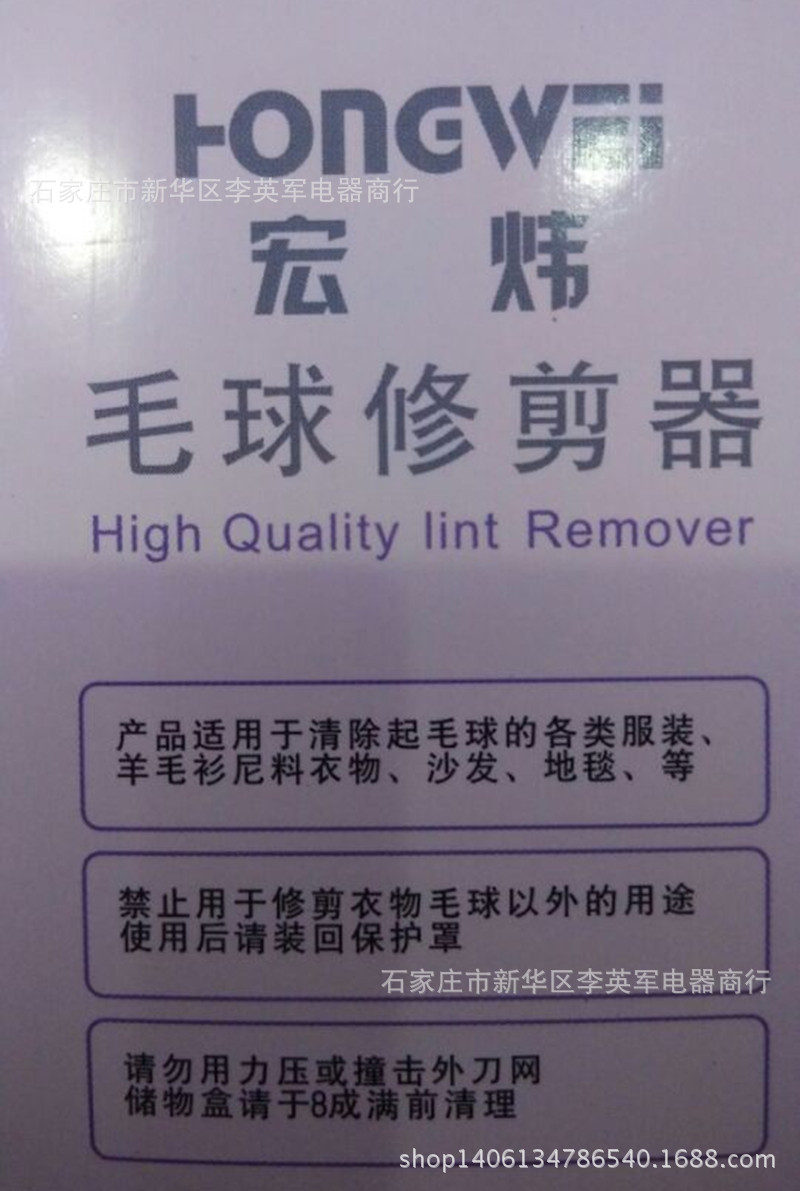 HONGWEI
石家庄市新华区李英军电器商行
宏炜
毛球修剪器
High Quality lint Remover
产品适用于清除起毛球的各类服装、
羊毛衫尼料衣物、沙发、地毯、等
禁止用于修剪衣物毛球以外的用途
使用后请装回保护罩
石家庄市新华区李英军电器商行
请勿用力压或撞击外刀网
储物盒请于8成满前清理
shop1406134786540.1688.com